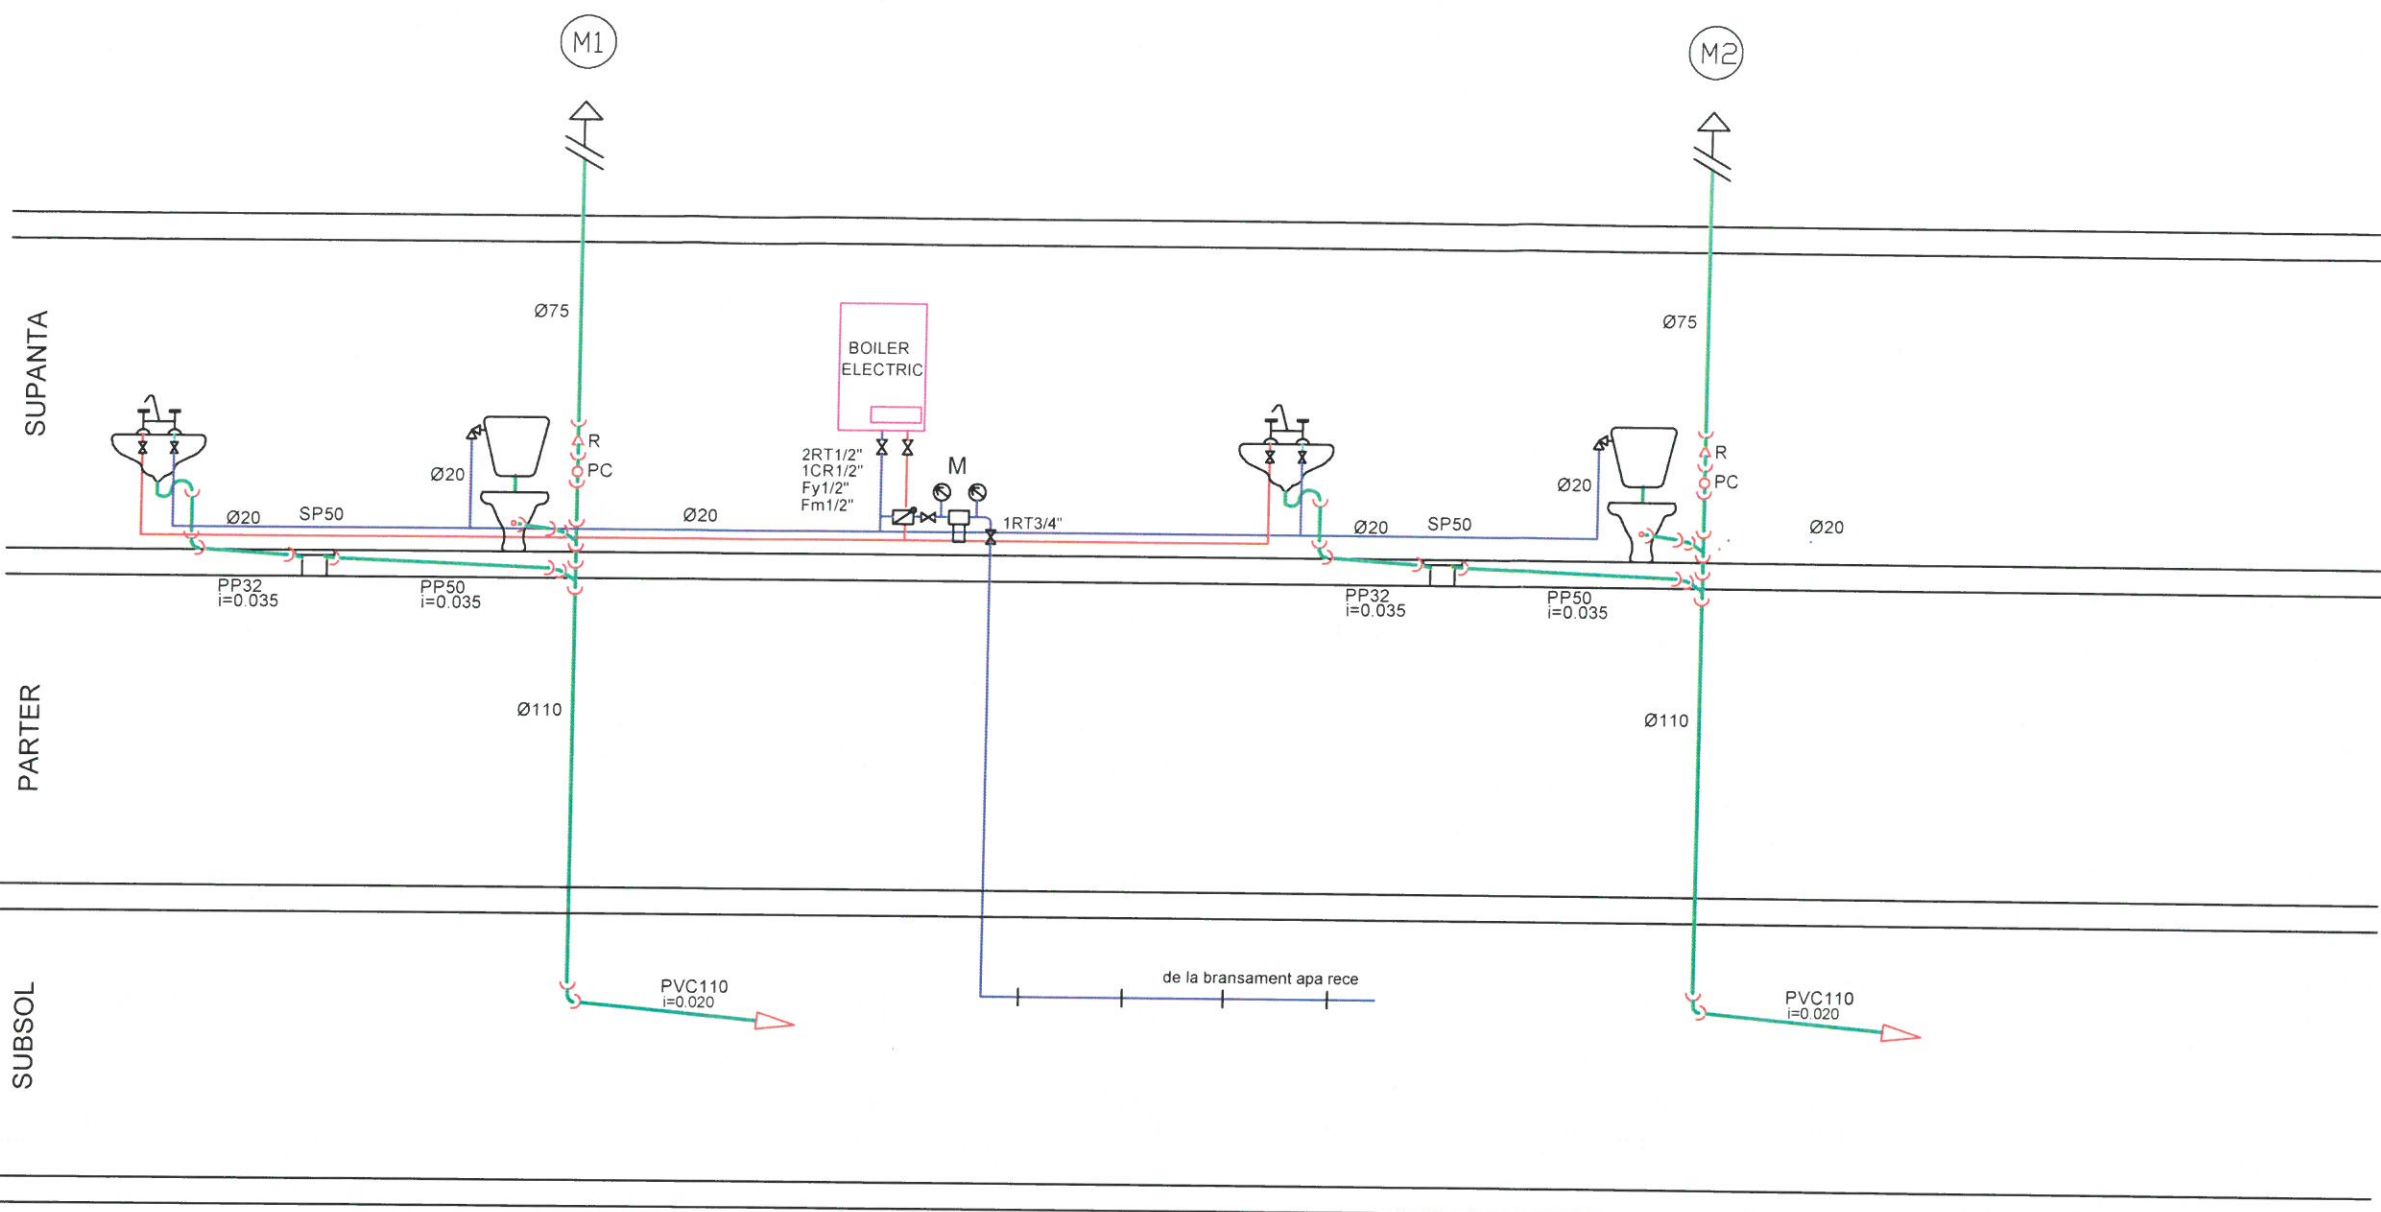 M1
M2
SUPANTA
Ø75
Ø75
BOILER
ELECTRIC
R
PC
R
PC
Ø20
2RT1/2"
1CR1/2"
Fy1/2"
Fm1/2"
M
Ø20
Ø20
SP50
Ø20
1RT3/4"
Ø20
SP50
Ø20
PP32
i=0.035
PP50
i=0.035
PP32
i=0.035
PP50
i=0.035
PARTER
Ø110
Ø110
SUBSOL
PVC110
i=0.020
de la bransament apa rece
PVC110
i=0.020